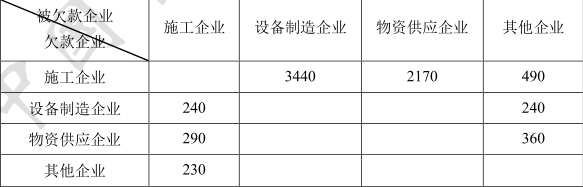 被欠款企业
欠款企业
施工企业 设备制造企业 物资供应企业 其他企业
施工企业 3440 2170 490
设备制造企业 240 240
物资供应企业 290 360
其他企业 230
中国